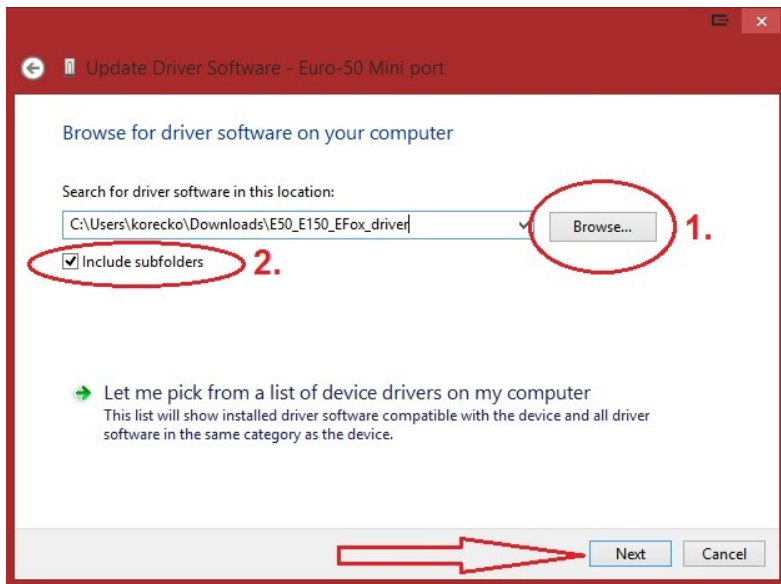 Update Driver Software - Euro-50 Mini port
Browse for driver software on your computer
Search for driver software in this location:
C:\Users\korecko\Downloads\E50_E150_EFox_driver
Browse...
1.
Include subfolders
2.
Let me pick from a list of device drivers on my computer
This list will show installed driver software compatible with the device and all driver
software in the same category as the device.
Next
Cancel